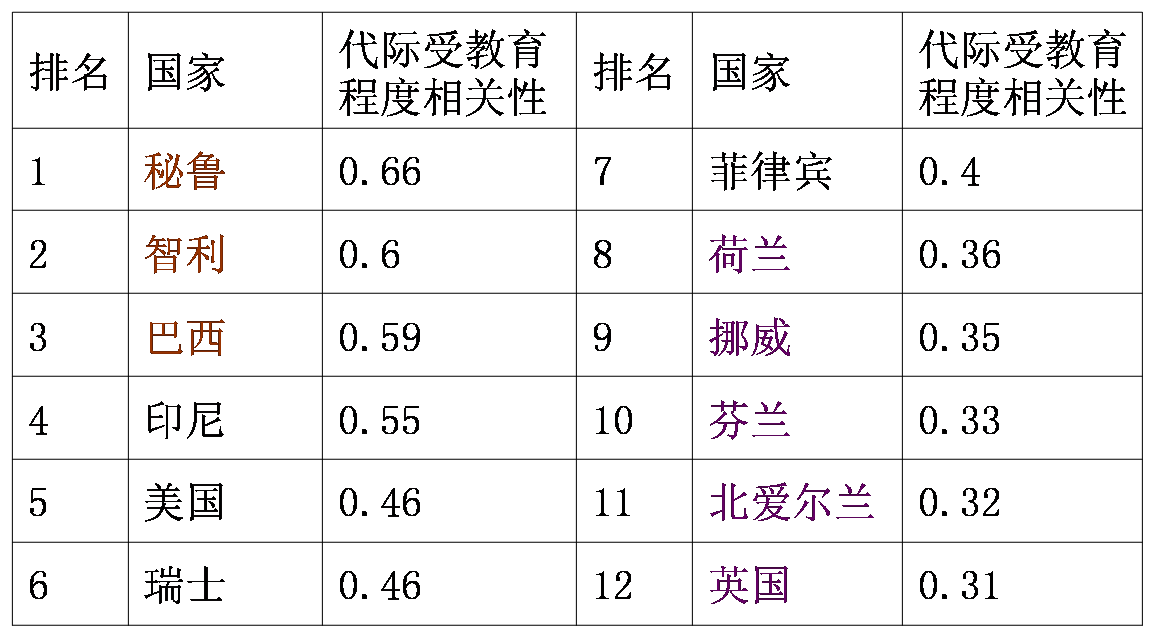 排名 国家 代际受教育程度相关性 排名 国家 代际受教育程度相关性
1 秘鲁 0.66 7 菲律宾 0.4
2 智利 0.6 8 荷兰 0.36
3 巴西 0.59 9 挪威 0.35
4 印尼 0.55 10 芬兰 0.33
5 美国 0.46 11 北爱尔兰 0.32
6 瑞士 0.46 12 英国 0.31